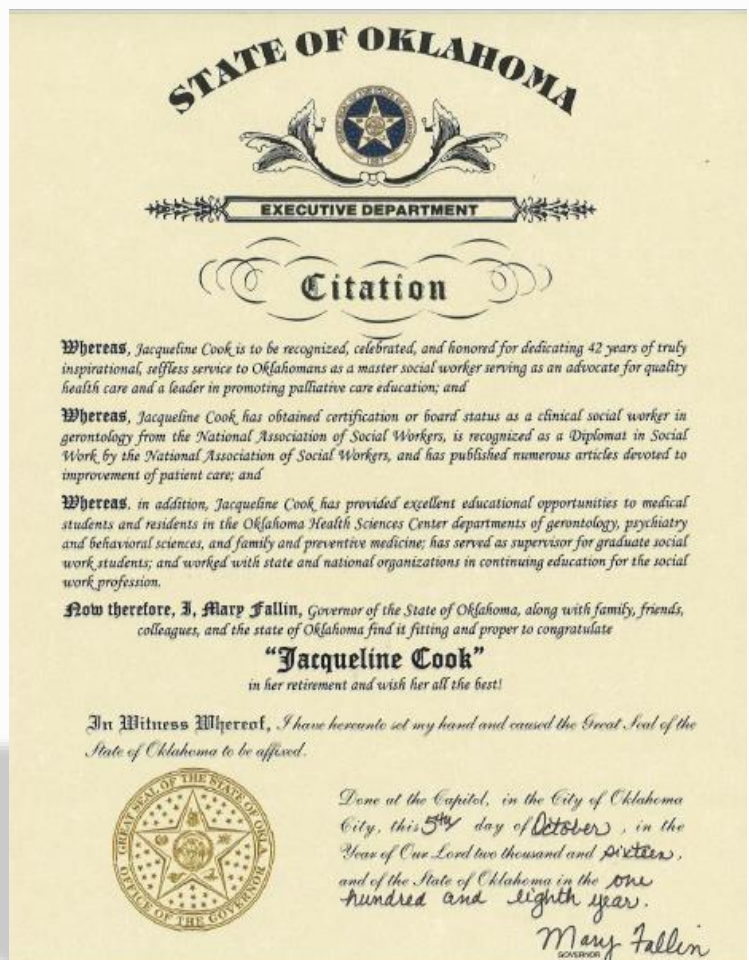 STATE OF OKLAHOMA
EXECUTIVE DEPARTMENT
Citation
Whereas, Jacqueline Cook is to be recognized, celebrated, and honored for dedicating 42 years of truly
inspirational, selfless service to Oklahomans as a master social worker serving as an advocate for quality
health care and a leader in promoting palliative care education; and
Whereas, Jacqueline Cook has obtained certification or board status as a clinical social worker in
gerontology from the National Association of Social Workers, is recognized as a Diplomat in Social
Work by the National Association of Social Workers, and has published numerous articles devoted to
improvement of patient care; and
Whereas, in addition, Jacqueline Cook has provided excellent educational opportunities to medical
students and residents in the Oklahoma Health Sciences Center departments of gerontology, psychiatry
and behavioral sciences, and family and preventive medicine; has served as supervisor for graduate social
work students; and worked with state and national organizations in continuing education for the social
work profession.
Now therefore, I, Mary Fallin, Governor of the State of Oklahoma, along with family, friends,
colleagues, and the state of Oklahoma find it fitting and proper to congratulate
“Jacqueline Cook”
in her retirement and wish her all the best!
In Witness Whereof, I have hereunto set my hand and caused the Great Seal of the
State of Oklahoma to be affixed.
GREAT SEAL OF THE STATE OF OKLA
OFFICE OF THE GOVERNOR
Done at the Capitol, in the City of Oklahoma
City, this 5th day of October, in the
Year of Our Lord two thousand and sixteen,
and of the State of Oklahoma in the one
hundred and eighth year.
Mary Fallin
GOVERNOR